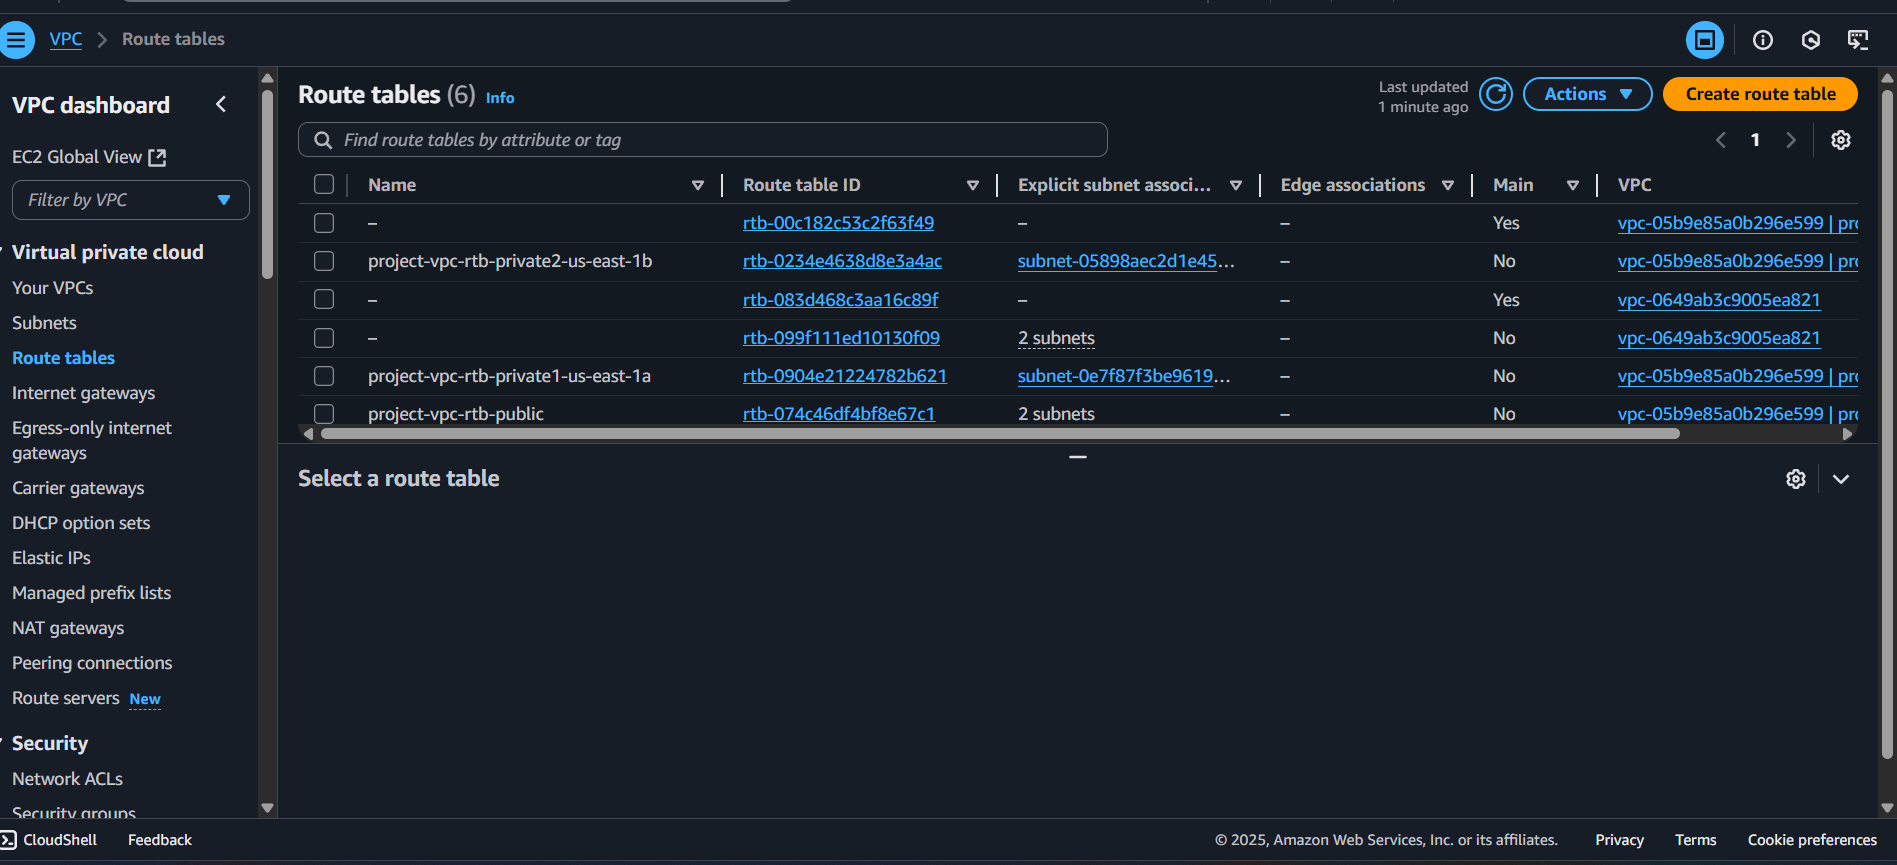 VPC > Route tables
VPC dashboard
EC2 Global View
Filter by VPC
Virtual private cloud
Your VPCs
Subnets
Route tables
Internet gateways
Egress-only internet
gateways
Carrier gateways
DHCP option sets
Elastic IPs
Managed prefix lists
NAT gateways
Peering connections
Route servers New
Security
Network ACLs
Security groups
Route tables (6) Info
Last updated
1 minute ago
Actions
Create route table
Find route tables by attribute or tag
1
Name Route table ID Explicit subnet associ... Edge associations Main VPC
– rtb-00c182c53c2f63f49 – – Yes vpc-05b9e85a0b296e599 | pro
project-vpc-rtb-private2-us-east-1b rtb-0234e4638d8e3a4ac subnet-05898aec2d1e45... – No vpc-05b9e85a0b296e599 | pro
– rtb-083d468c3aa16c89f – – Yes vpc-0649ab3c9005ea821
– rtb-099f111ed10130f09 2 subnets – No vpc-0649ab3c9005ea821
project-vpc-rtb-private1-us-east-1a rtb-0904e21224782b621 subnet-0e7f87f3be9619... – No vpc-05b9e85a0b296e599 | pro
project-vpc-rtb-public rtb-074c46df4bf8e67c1 2 subnets – No vpc-05b9e85a0b296e599 | pro
Select a route table
CloudShell Feedback © 2025, Amazon Web Services, Inc. or its affiliates. Privacy Terms Cookie preferences